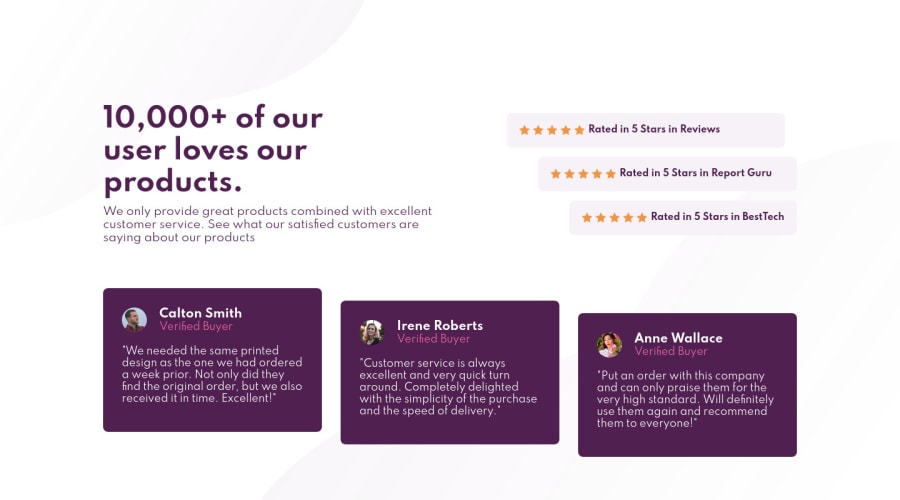 10,000+ of our
user loves our
products.
We only provide great products combined with excellent
customer service. See what our satisfied customers are
saying about our products
Rated in 5 Stars in Reviews
Rated in 5 Stars in Report Guru
Rated in 5 Stars in BestTech
Calton Smith
Verified Buyer
"We needed the same printed
design as the one we had ordered
a week prior. Not only did they
find the original order, but we also
received it in time. Excellent!"
Irene Roberts
Verified Buyer
"Customer service is always
excellent and very quick turn
around. Completely delighted
with the simplicity of the purchase
and the speed of delivery."
Anne Wallace
Verified Buyer
"Put an order with this company
and can only praise them for the
very high standard. Will definitely
use them again and recommend
them to everyone!"